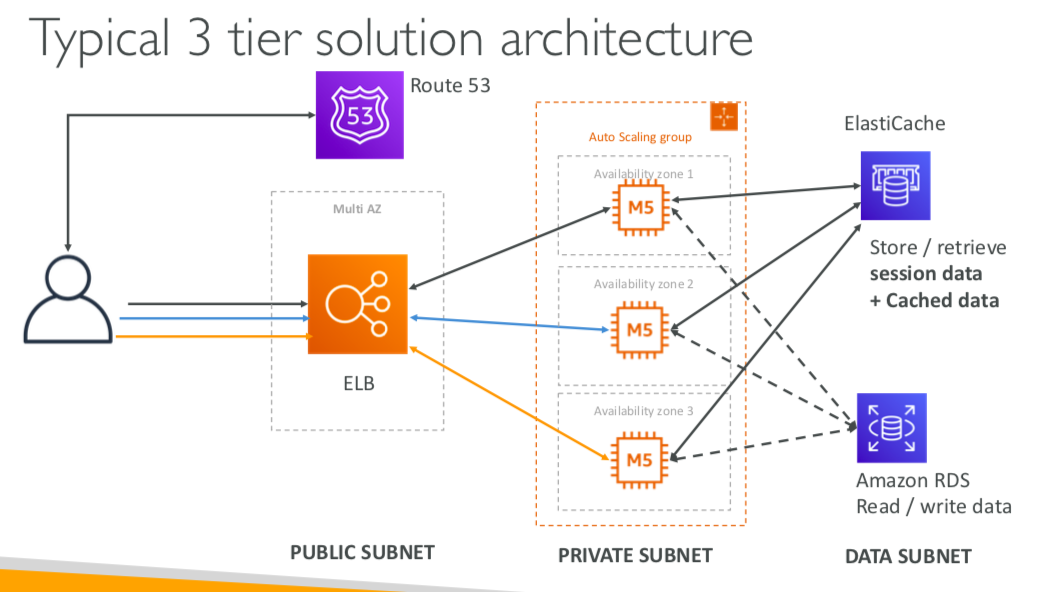 Typical 3 tier solution architecture
Route 53
53
Auto Scaling group
ElastiCache
Multi AZ
Availability zone 1
M5
Store / retrieve
session data
+ Cached data
Availability zone 2
M5
ELB
Availability zone 3
M5
Amazon RDS
Read / write data
PUBLIC SUBNET
PRIVATE SUBNET
DATA SUBNET